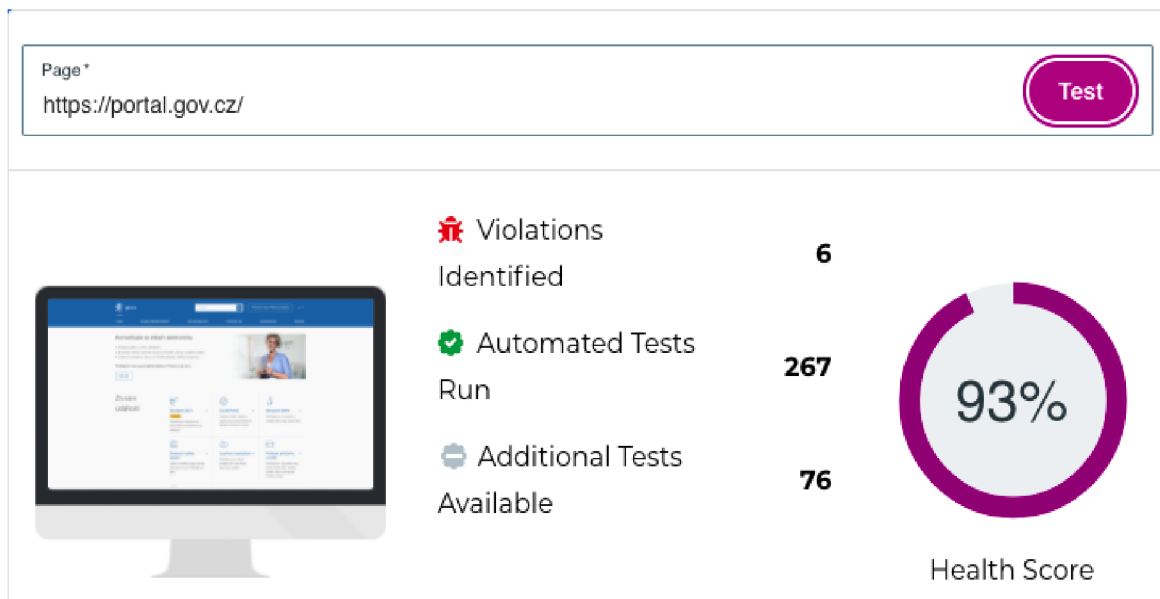 Page*
https://portal.gov.cz/
Test
Violations
Identified
6
Automated Tests
Run
267
Additional Tests
Available
76
93%
Health Score